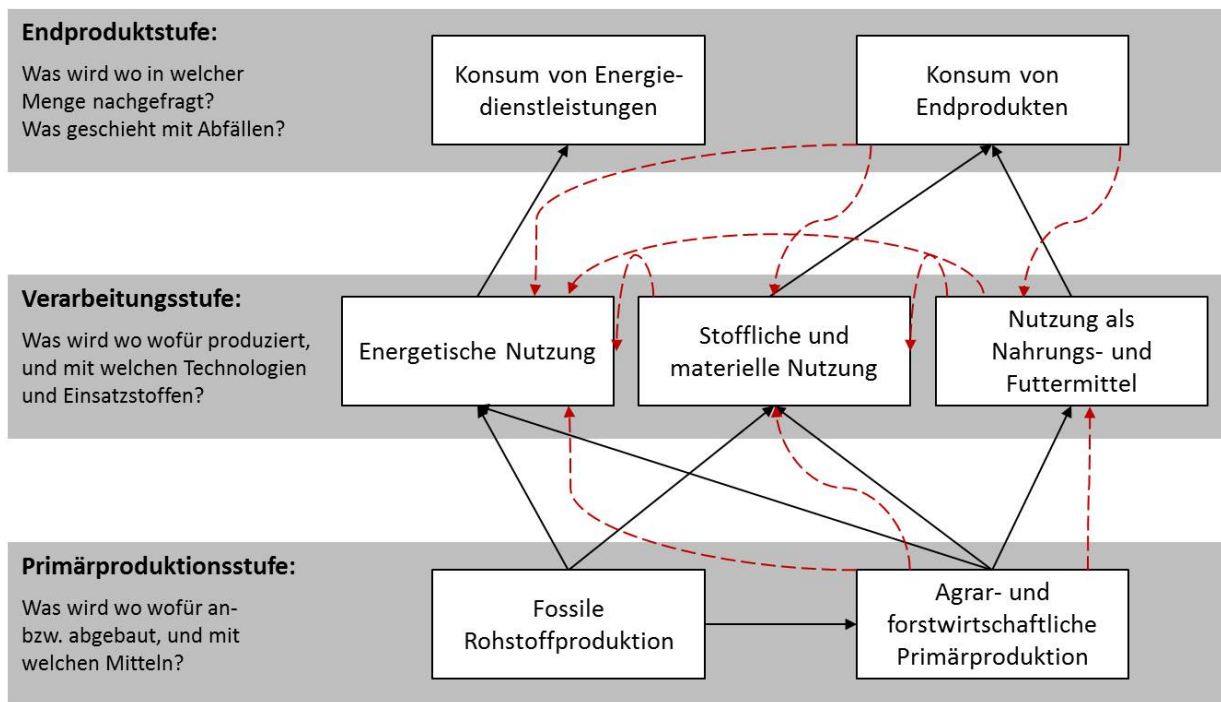 Endproduktstufe:
Was wird wo in welcher
Menge nachgefragt?
Was geschieht mit Abfällen?
Konsum von Energie-
dienstleistungen
Konsum von
Endprodukten
Verarbeitungsstufe:
Was wird wo wofür produziert,
und mit welchen Technologien
und Einsatzstoffen?
Energetische Nutzung
Stoffliche und
materielle Nutzung
Nutzung als
Nahrungs- und
Futtermittel
Primärproduktionsstufe:
Was wird wo wofür an-
bzw. abgebaut, und mit
welchen Mitteln?
Fossile
Rohstoffproduktion
Agrar- und
forstwirtschaftliche
Primärproduktion